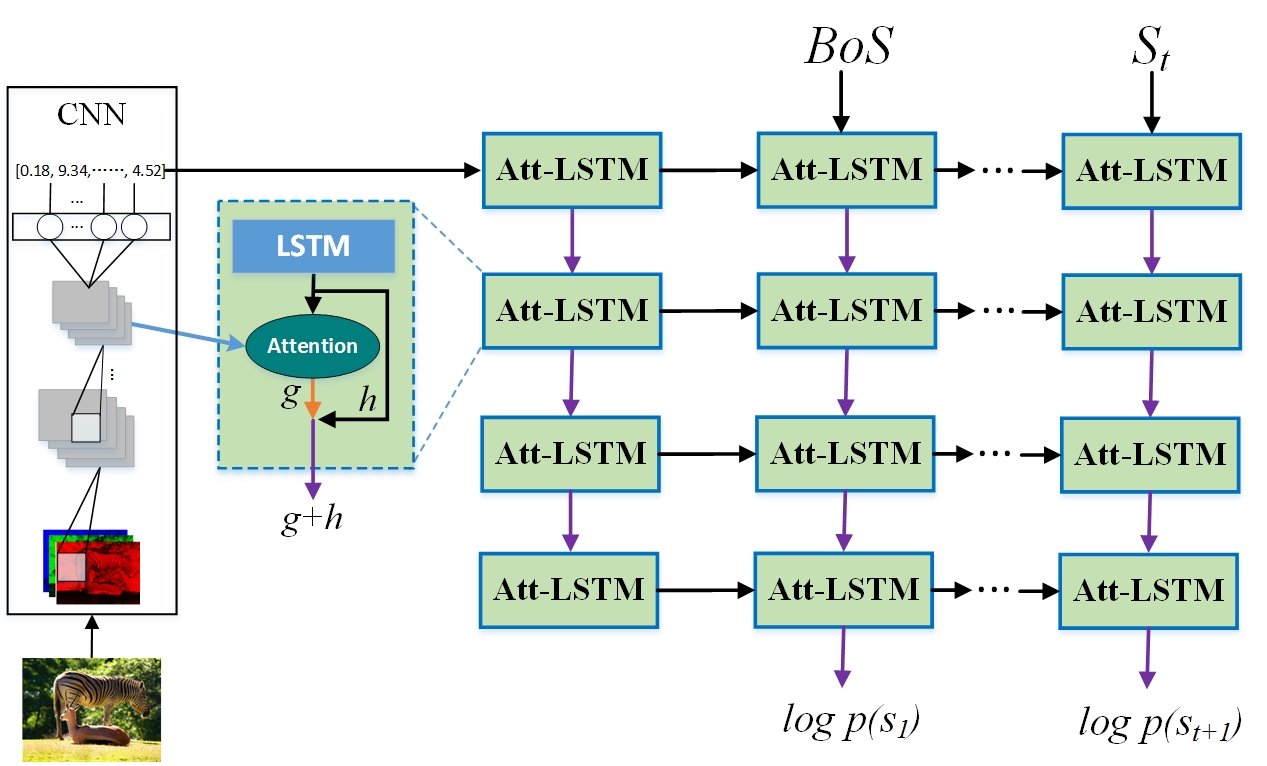 BoS
S_t
CNN
[0.18, 9.34,······, 4.52]
...
...
Att-LSTM
Att-LSTM
...
Att-LSTM
LSTM
Attention
g
h
g+h
...
Att-LSTM
Att-LSTM
...
Att-LSTM
Att-LSTM
Att-LSTM
...
Att-LSTM
Att-LSTM
Att-LSTM
...
Att-LSTM
log p(s_1)
log p(s_{t+1})